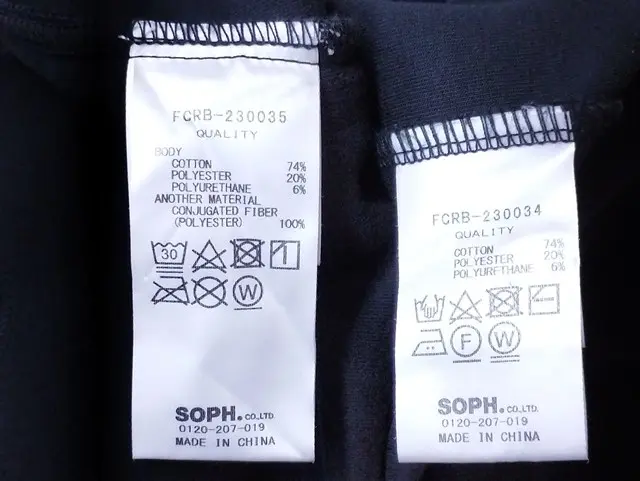 FCRB-230035
QUALITY
BODY
COTTON 74%
POLYESTER 20%
POLYURETHANE 6%
ANOTHER MATERIAL
CONJUGATED FIBER
(POLYESTER) 100%
30
W
SOPH.CO.,LTD.
0120-207-019
MADE IN CHINA
FCRB-230034
QUALITY
COTTON 74%
POLYESTER 20%
POLYURETHANE 6%
F W
SOPH.CO.,LTD.
0120-207-019
MADE IN CHINA